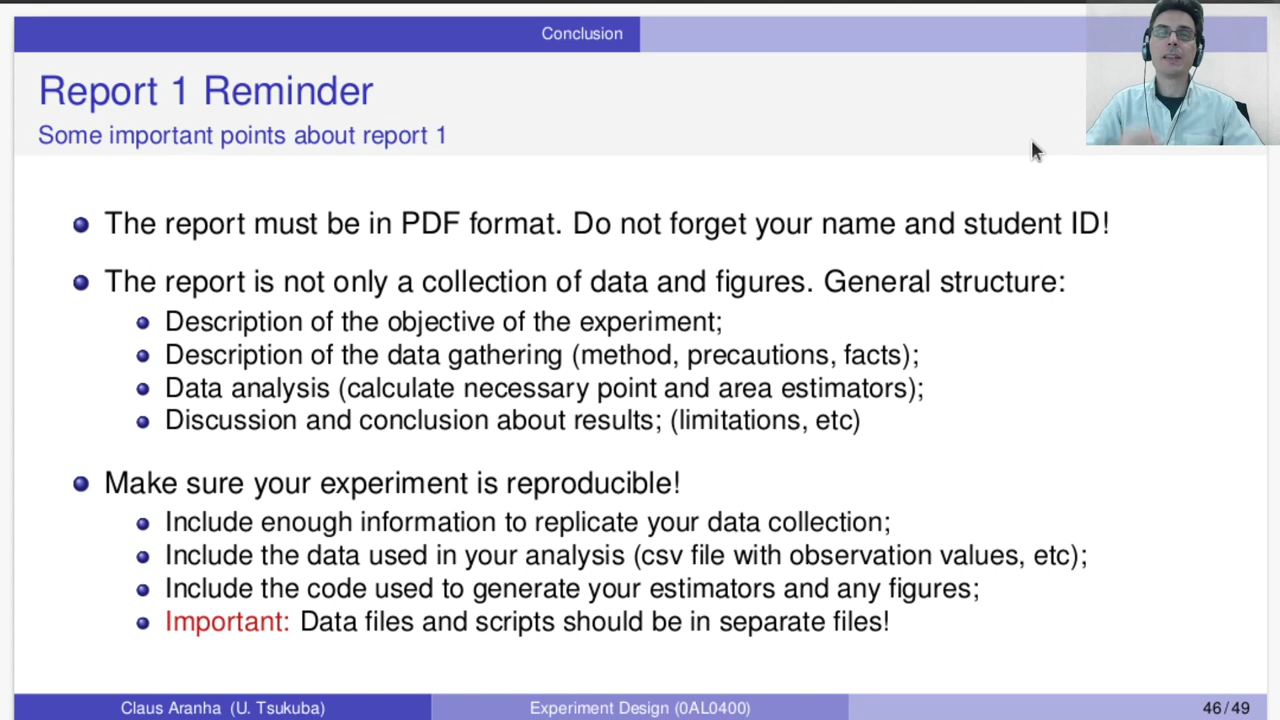 Conclusion
Report 1 Reminder
Some important points about report 1
The report must be in PDF format. Do not forget your name and student ID!
The report is not only a collection of data and figures. General structure:
Description of the objective of the experiment;
Description of the data gathering (method, precautions, facts);
Data analysis (calculate necessary point and area estimators);
Discussion and conclusion about results; (limitations, etc)
Make sure your experiment is reproducible!
Include enough information to replicate your data collection;
Include the data used in your analysis (csv file with observation values, etc);
Include the code used to generate your estimators and any figures;
Important: Data files and scripts should be in separate files!
Claus Aranha (U. Tsukuba)
Experiment Design (0AL0400)
46/49